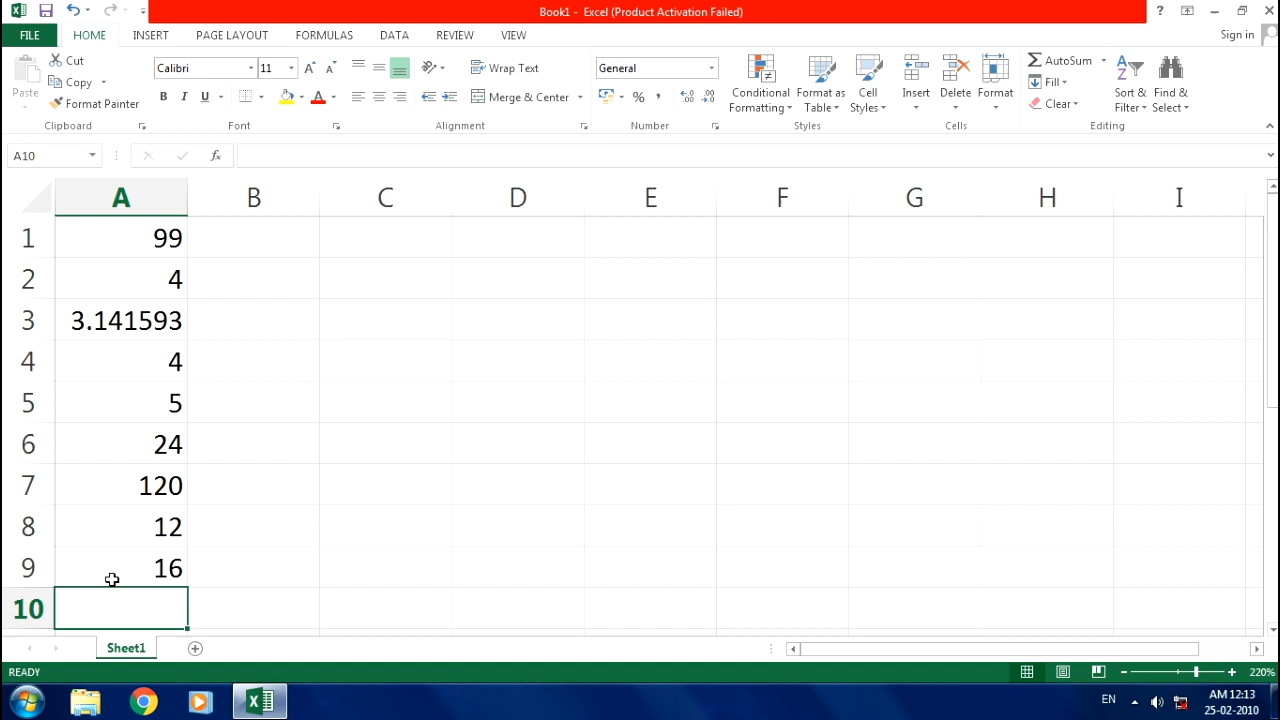 Book1 - Excel (Product Activation Failed)
?
FILE HOME INSERT PAGE LAYOUT FORMULAS DATA REVIEW VIEW Sign in
Paste Cut Copy Format Painter
Clipboard
Calibri 11
B I U
Font
Wrap Text
Merge & Center
Alignment
General
%
Number
Conditional Formatting
Format as Table
Cell Styles
Styles
Insert Delete Format
Cells
AutoSum
Fill
Clear
Sort & Filter
Find & Select
Editing
A10 fx
A B C D E F G H I
1 99
2 4
3 3.141593
4 4
5 5
6 24
7 120
8 12
9 16
10
Sheet1
READY 220%
EN AM 12:13
25-02-2010